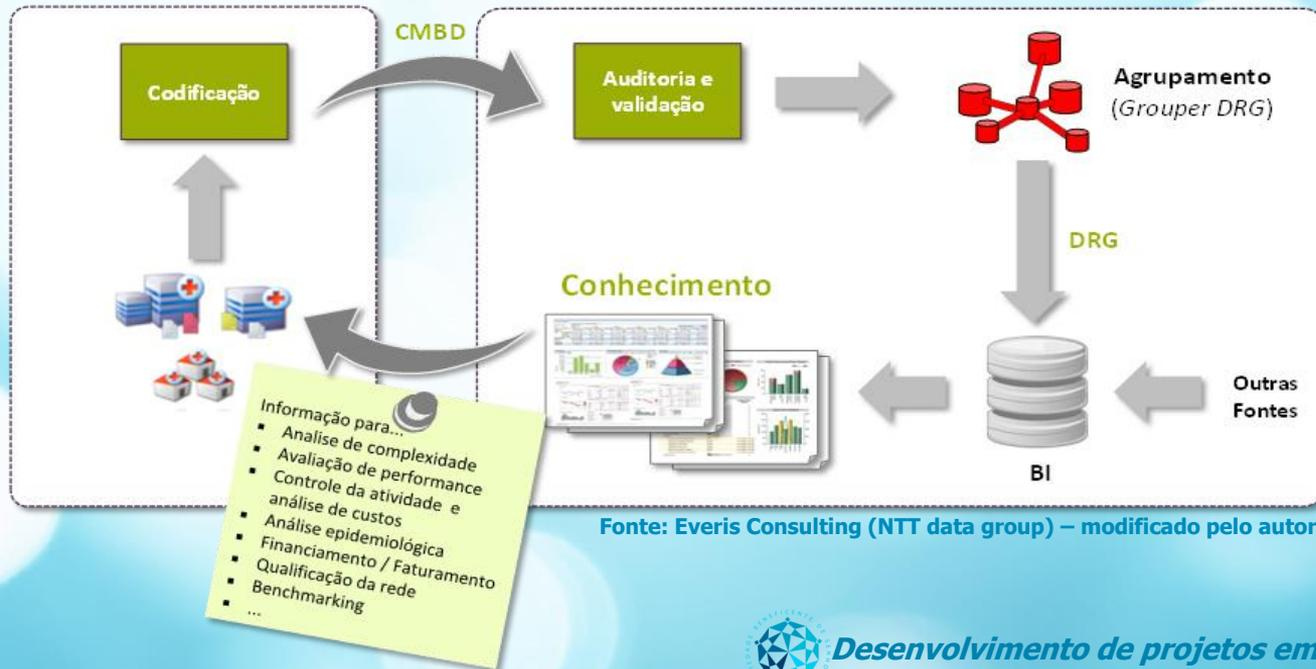 CMBD
Codificação
Auditoria e
validação
Agrupamento
(Grouper DRG)
DRG
Conhecimento
Outras
Fontes
BI
Informação para...
▪ Analise de complexidade
▪ Avaliação de performance
▪ Controle da atividade e
análise de custos
▪ Análise epidemiológica
▪ Financiamento / Faturamento
▪ Qualificação da rede
▪ Benchmarking
▪ ...
Fonte: Everis Consulting (NTT data group) – modificado pelo autor
Desenvolvimento de projetos en